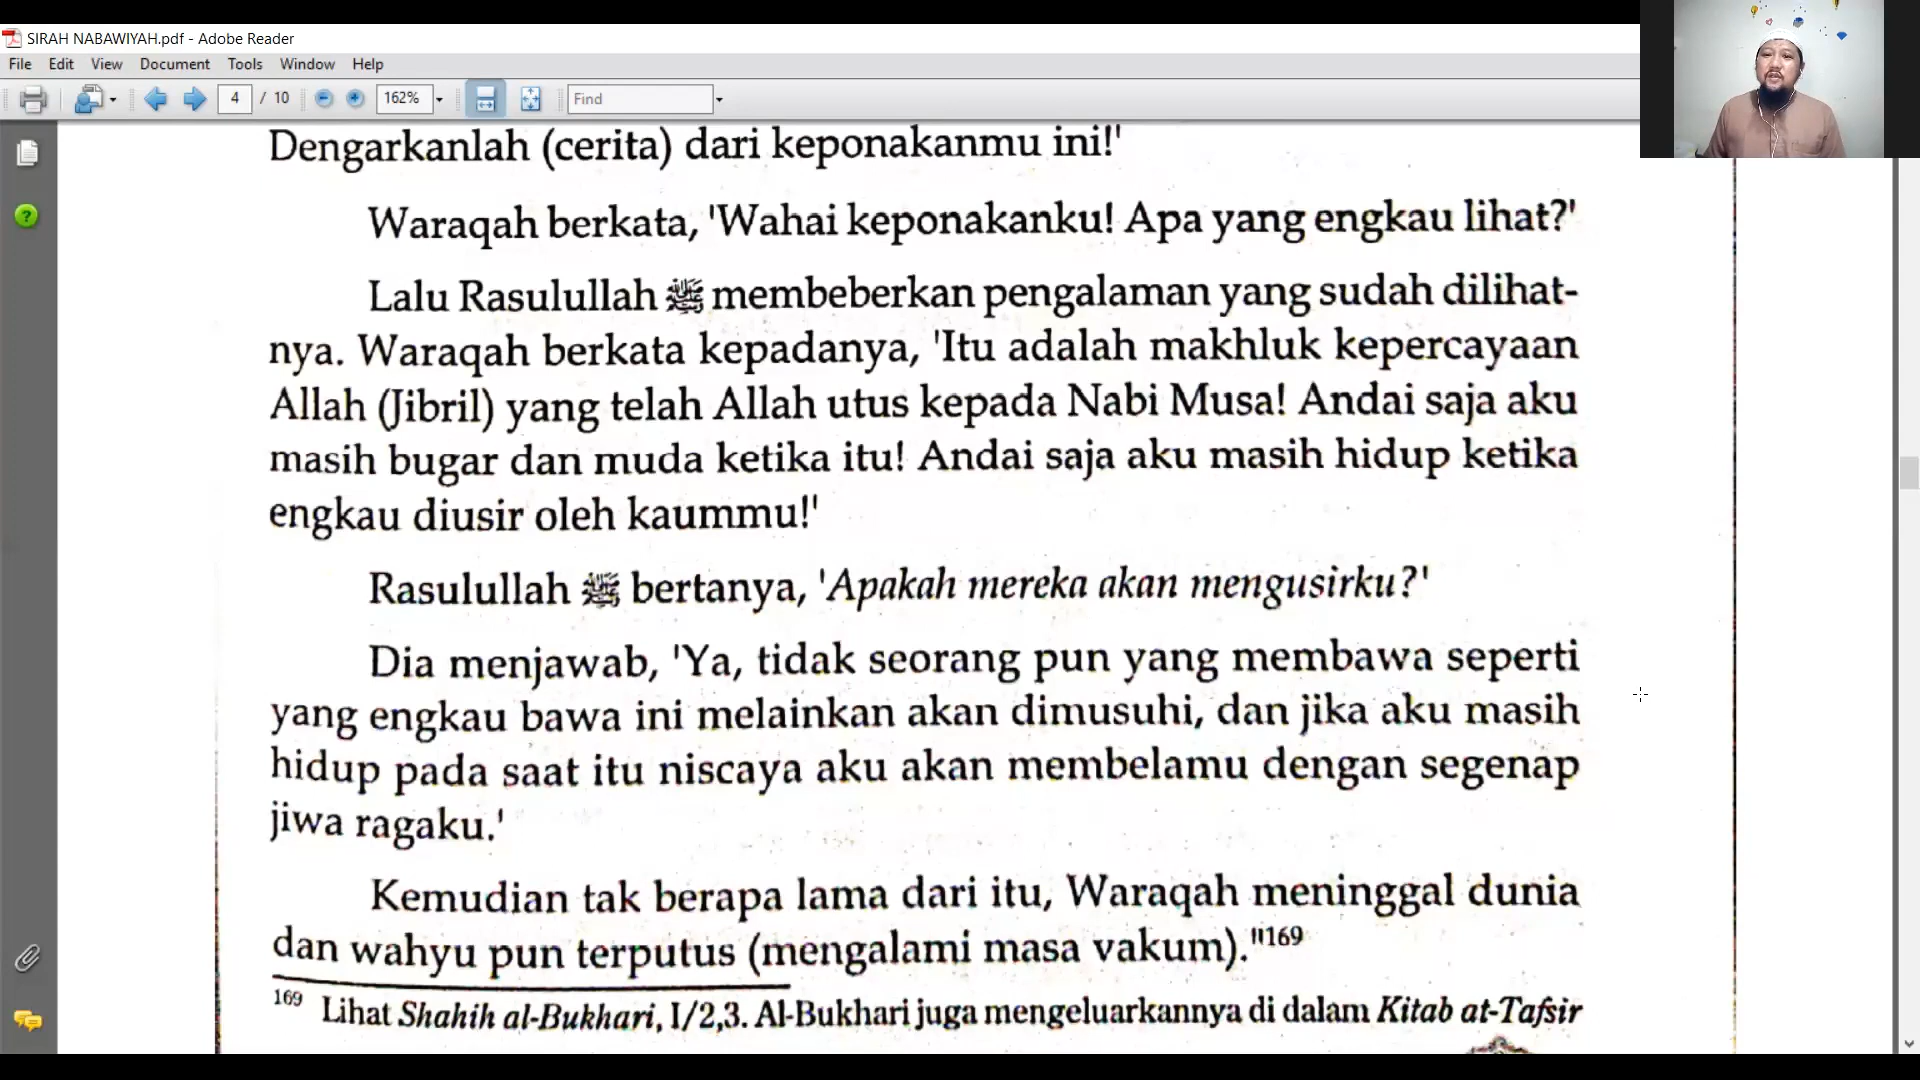 SIRAH NABAWIYAH.pdf - Adobe Reader
File Edit View Document Tools Window Help
4 / 10 162% Find
Dengarkanlah (cerita) dari keponakanmu ini!'
Waraqah berkata, 'Wahai keponakanku! Apa yang engkau lihat?'
Lalu Rasulullah ﷺ membeberkan pengalaman yang sudah dilihat-
nya. Waraqah berkata kepadanya, 'Itu adalah makhluk kepercayaan
Allah (Jibril) yang telah Allah utus kepada Nabi Musa! Andai saja aku
masih bugar dan muda ketika itu! Andai saja aku masih hidup ketika
engkau diusir oleh kaummu!'
Rasulullah ﷺ bertanya, 'Apakah mereka akan mengusirku?'
Dia menjawab, 'Ya, tidak seorang pun yang membawa seperti
yang engkau bawa ini melainkan akan dimusuhi, dan jika aku masih
hidup pada saat itu niscaya aku akan membelamu dengan segenap
jiwa ragaku.'
Kemudian tak berapa lama dari itu, Waraqah meninggal dunia
dan wahyu pun terputus (mengalami masa vakum)."169
169 Lihat Shahih al-Bukhari, I/2,3. Al-Bukhari juga mengeluarkannya di dalam Kitab at-Tafsir